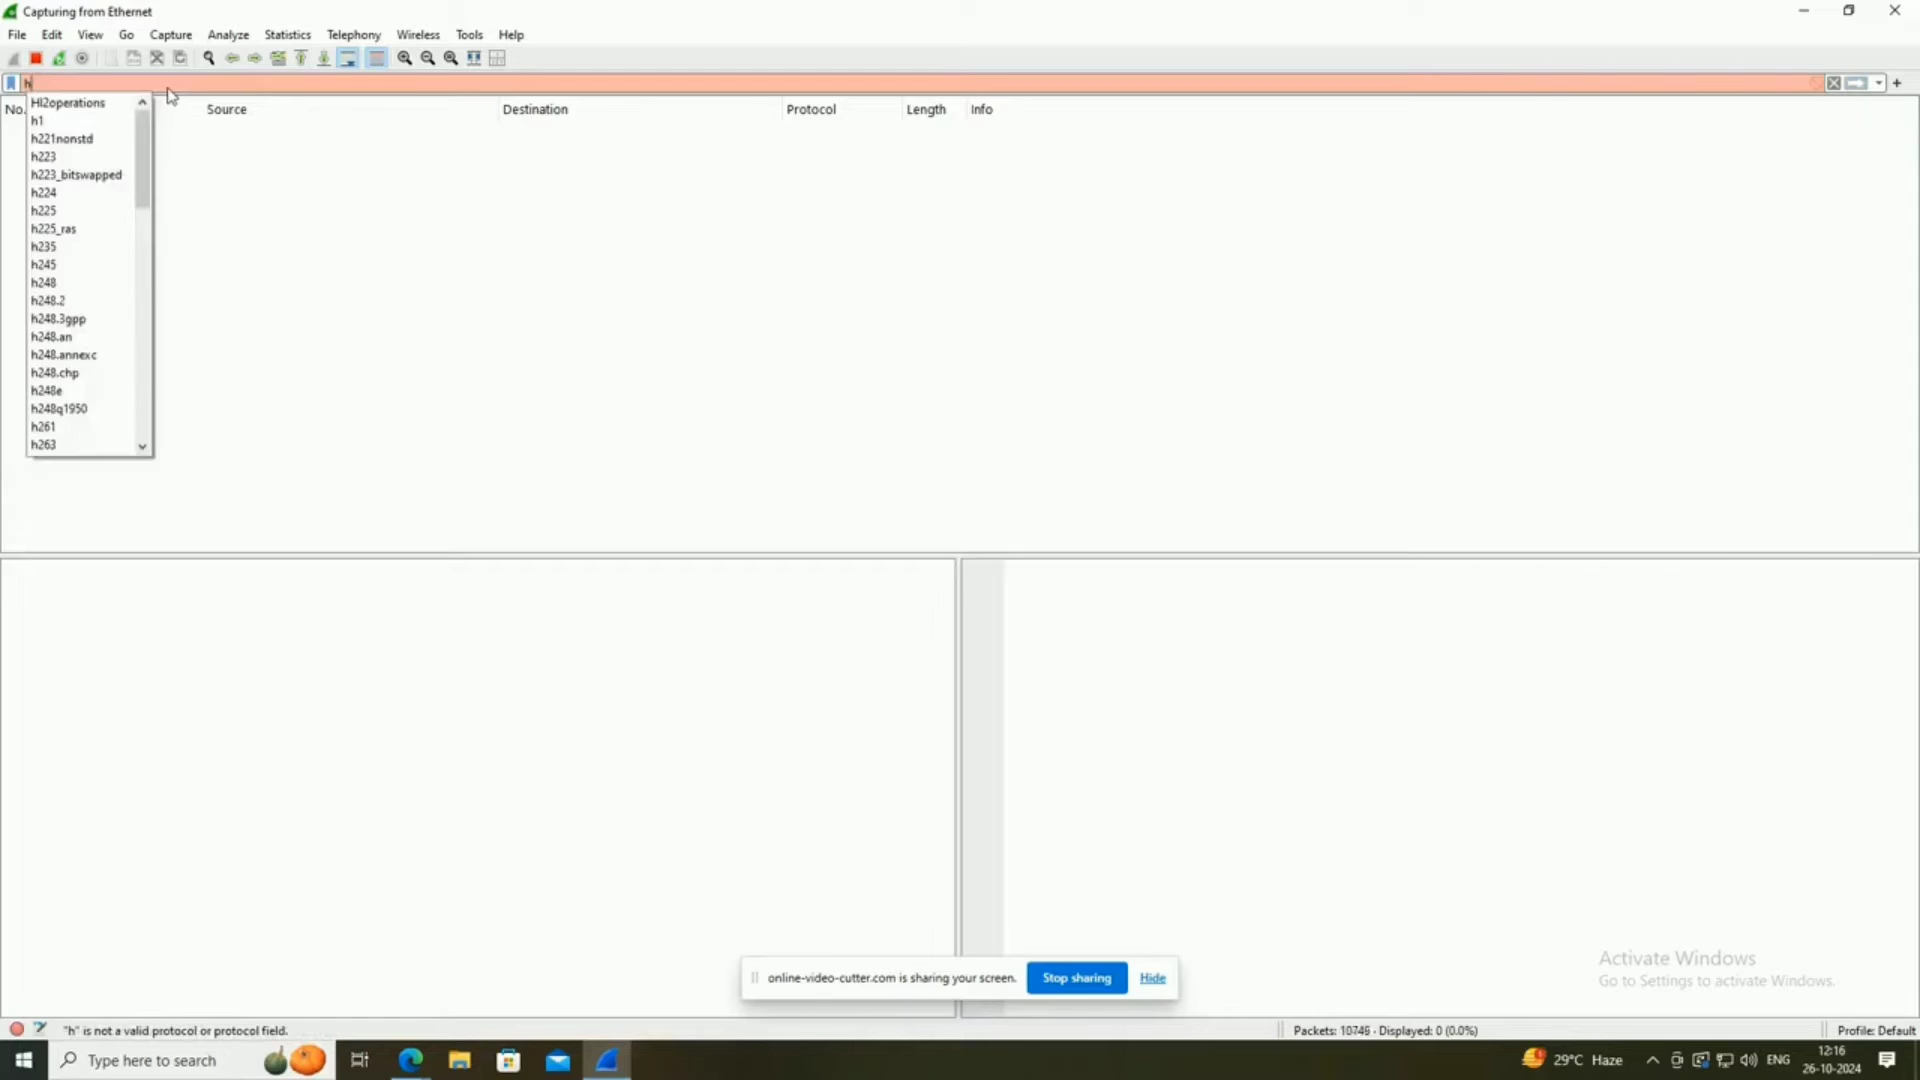 Capturing from Ethernet
File Edit View Go Capture Analyze Statistics Telephony Wireless Tools Help
h
No. Source Destination Protocol Length Info
HI2operations
h1
h221nonstd
h223
h223_bitswapped
h224
h225
h225_ras
h235
h245
h248
h248.2
h248.3gpp
h248.an
h248.annexc
h248.chp
h248e
h248q1950
h261
h263
Activate Windows
Go to Settings to activate Windows.
online-video-cutter.com is sharing your screen. Stop sharing Hide
"h" is not a valid protocol or protocol field. Packets: 10746 · Displayed: 0 (0.0%) Profile: Default
Type here to search 29°C Haze ENG 12:16
26-10-2024